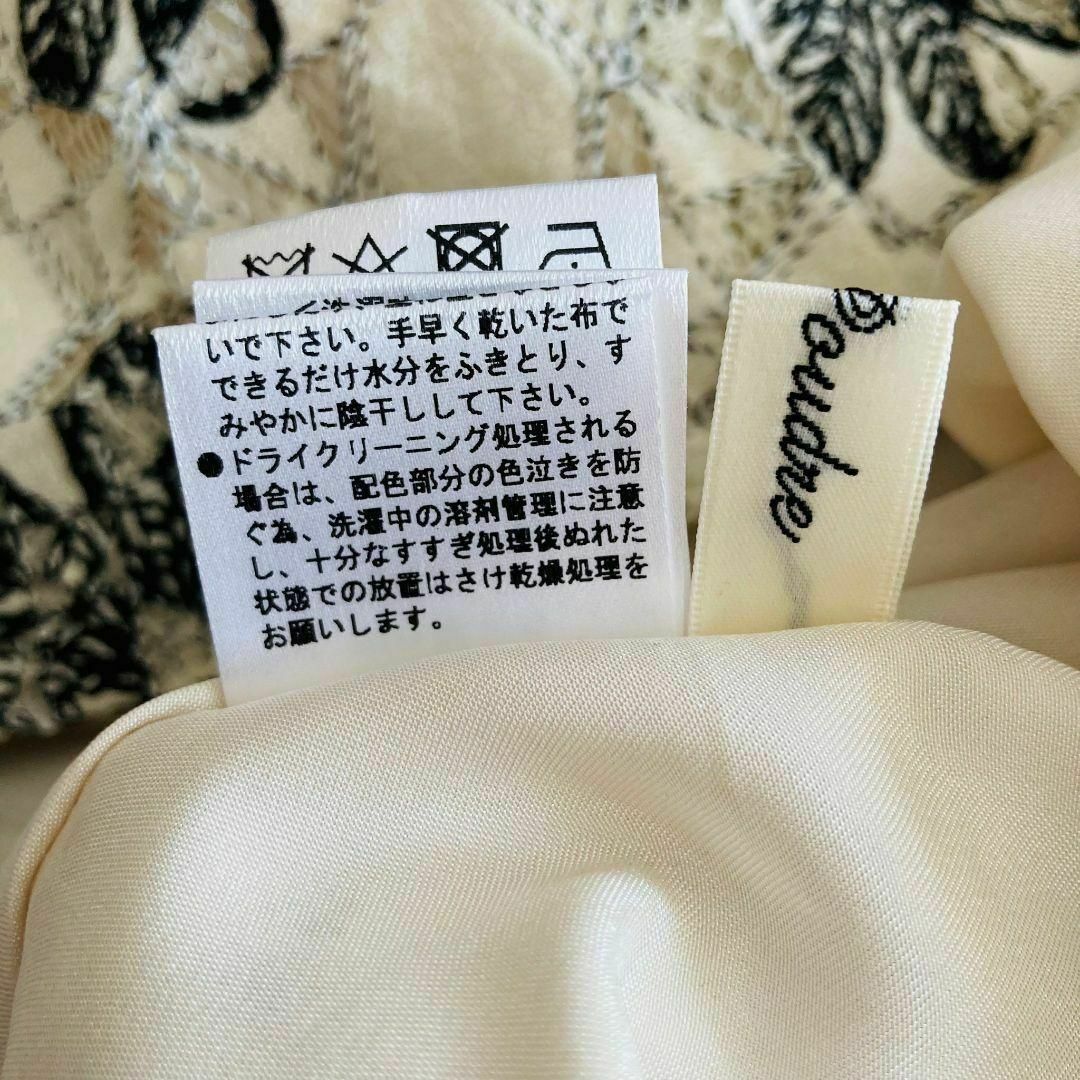 いで下さい。手早く乾いた布で
できるだけ水分をふきとり、す
みやかに陰干しして下さい。
●ドライクリーニング処理される
場合は、配色部分の色泣きを防
ぐ為、洗濯中の溶剤管理に注意
し、十分なすすぎ処理後ぬれた
状態での放置はさけ乾燥処理を
お願いします。
Poudre